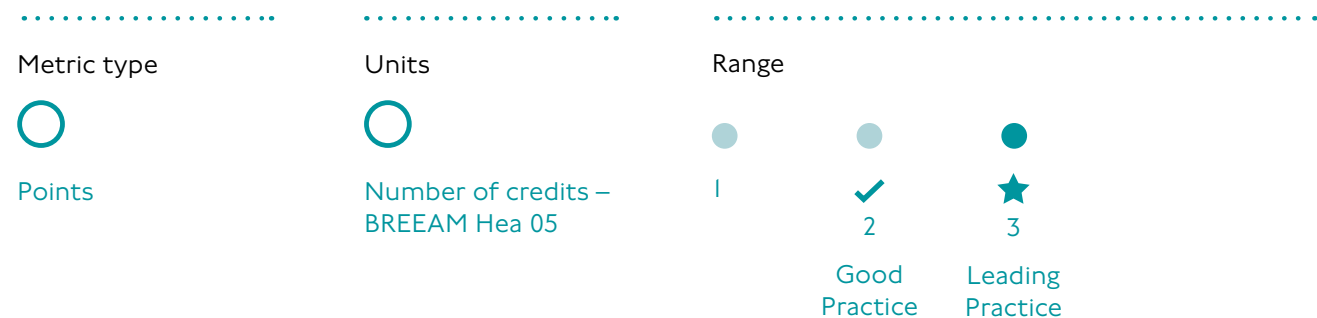 Metric type
Points
Units
Number of credits –
BREEAM Hea 05
Range
1
2
Good
Practice
3
Leading
Practice